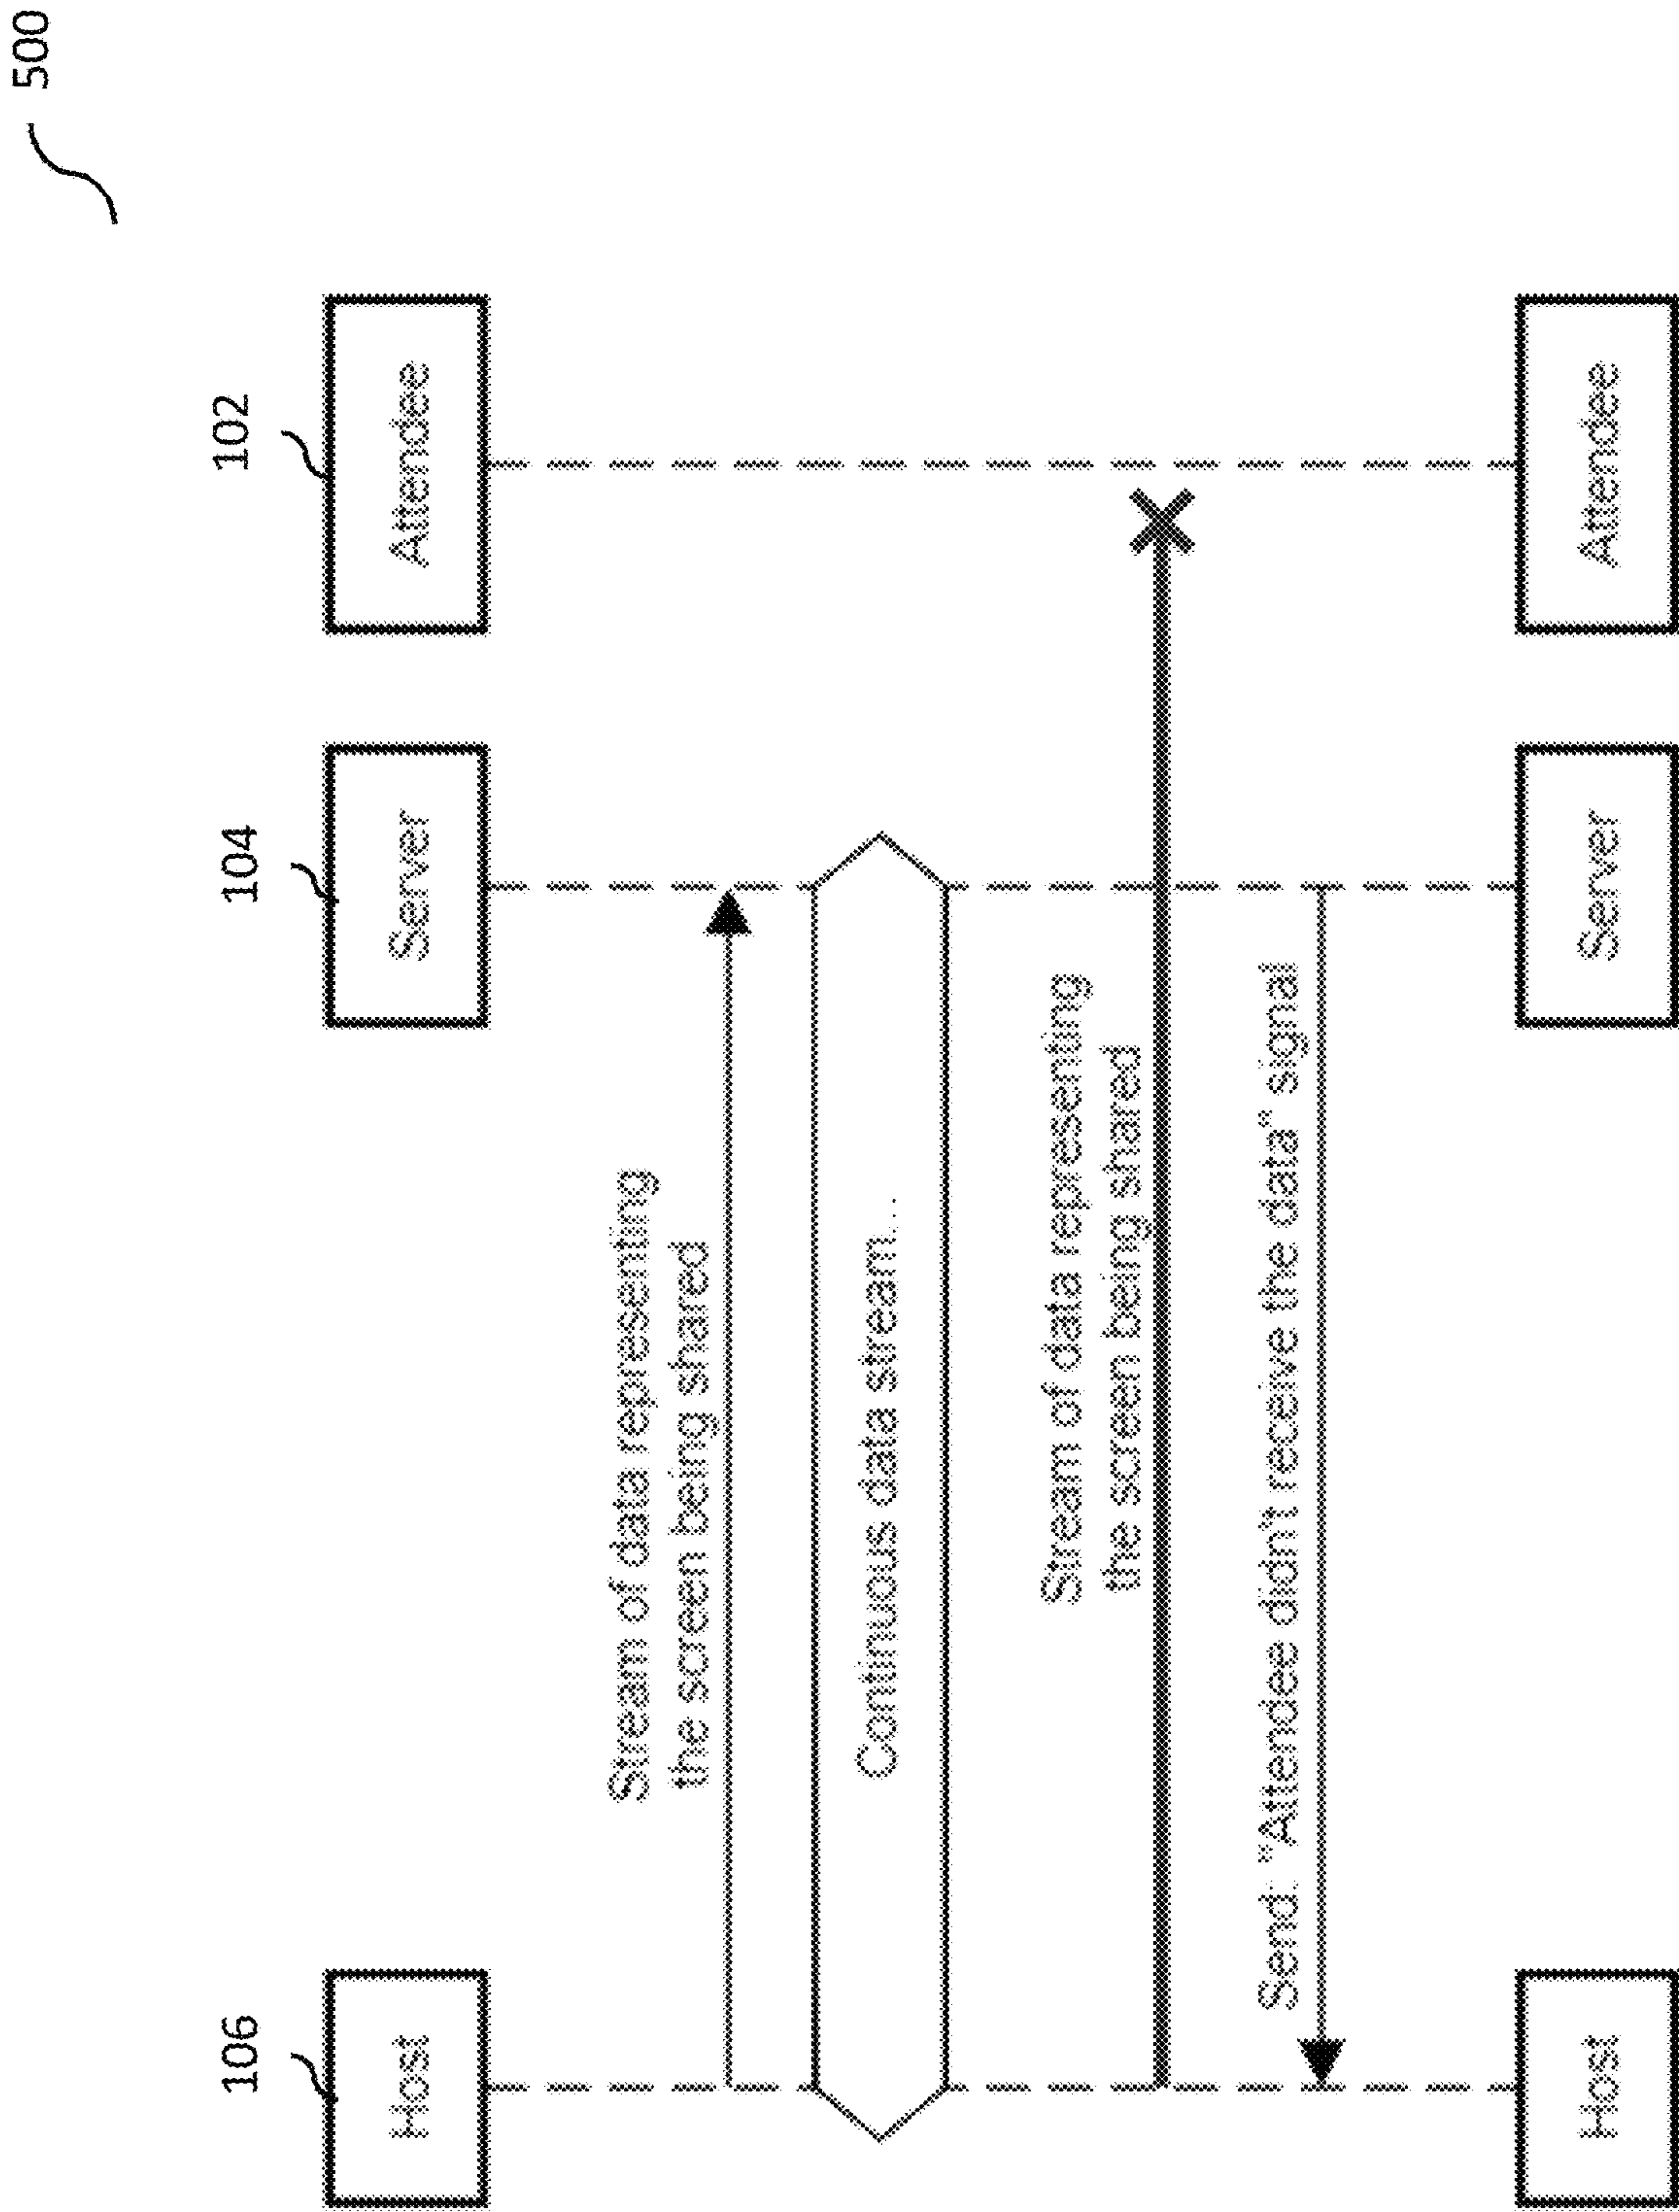 500
106
104
102
Host
Server
Attendee
Stream of data representing
the screen being shared
Continuous data stream...
Stream of data representing
the screen being shared
Send: "Attendee didn't receive the data" signal
Host
Server
Attendee